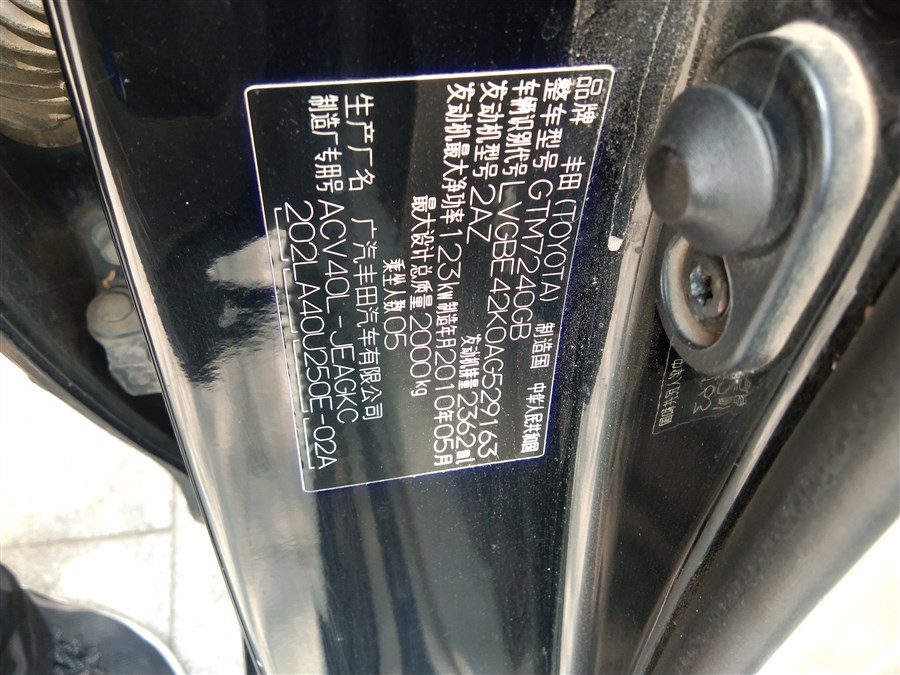 品牌 丰田(TOYOTA) 制造国 中华人民共和国
整车型号 GTM7240GB
车辆识别代号 LVGBE42K0AG529163
发动机型号 2AZ 发动机排量 2362ml
发动机最大净功率 123kw 制造年月 2010年05月
最大设计总质量 2000kg
乘坐人数 05
生产厂名 广汽丰田汽车有限公司
制造厂专用号 ACV40L-JEAGKC
202LA40U250E-02A